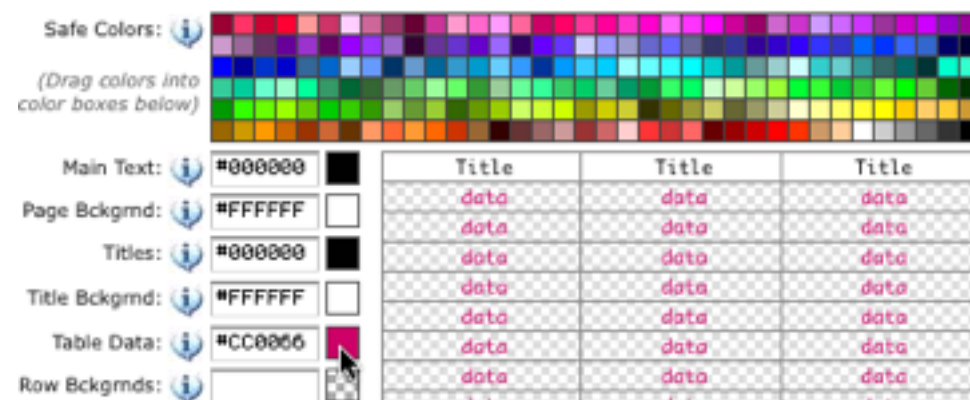 Safe Colors:
(Drag colors into
color boxes below)
Main Text: #000000
Page Bckgrnd: #FFFFFF
Titles: #000000
Title Bckgrnd: #FFFFFF
Table Data: #CC0066
Row Bckgrnds:
Title Title Title
data data data
data data data
data data data
data data data
data data data
data data data
data data data